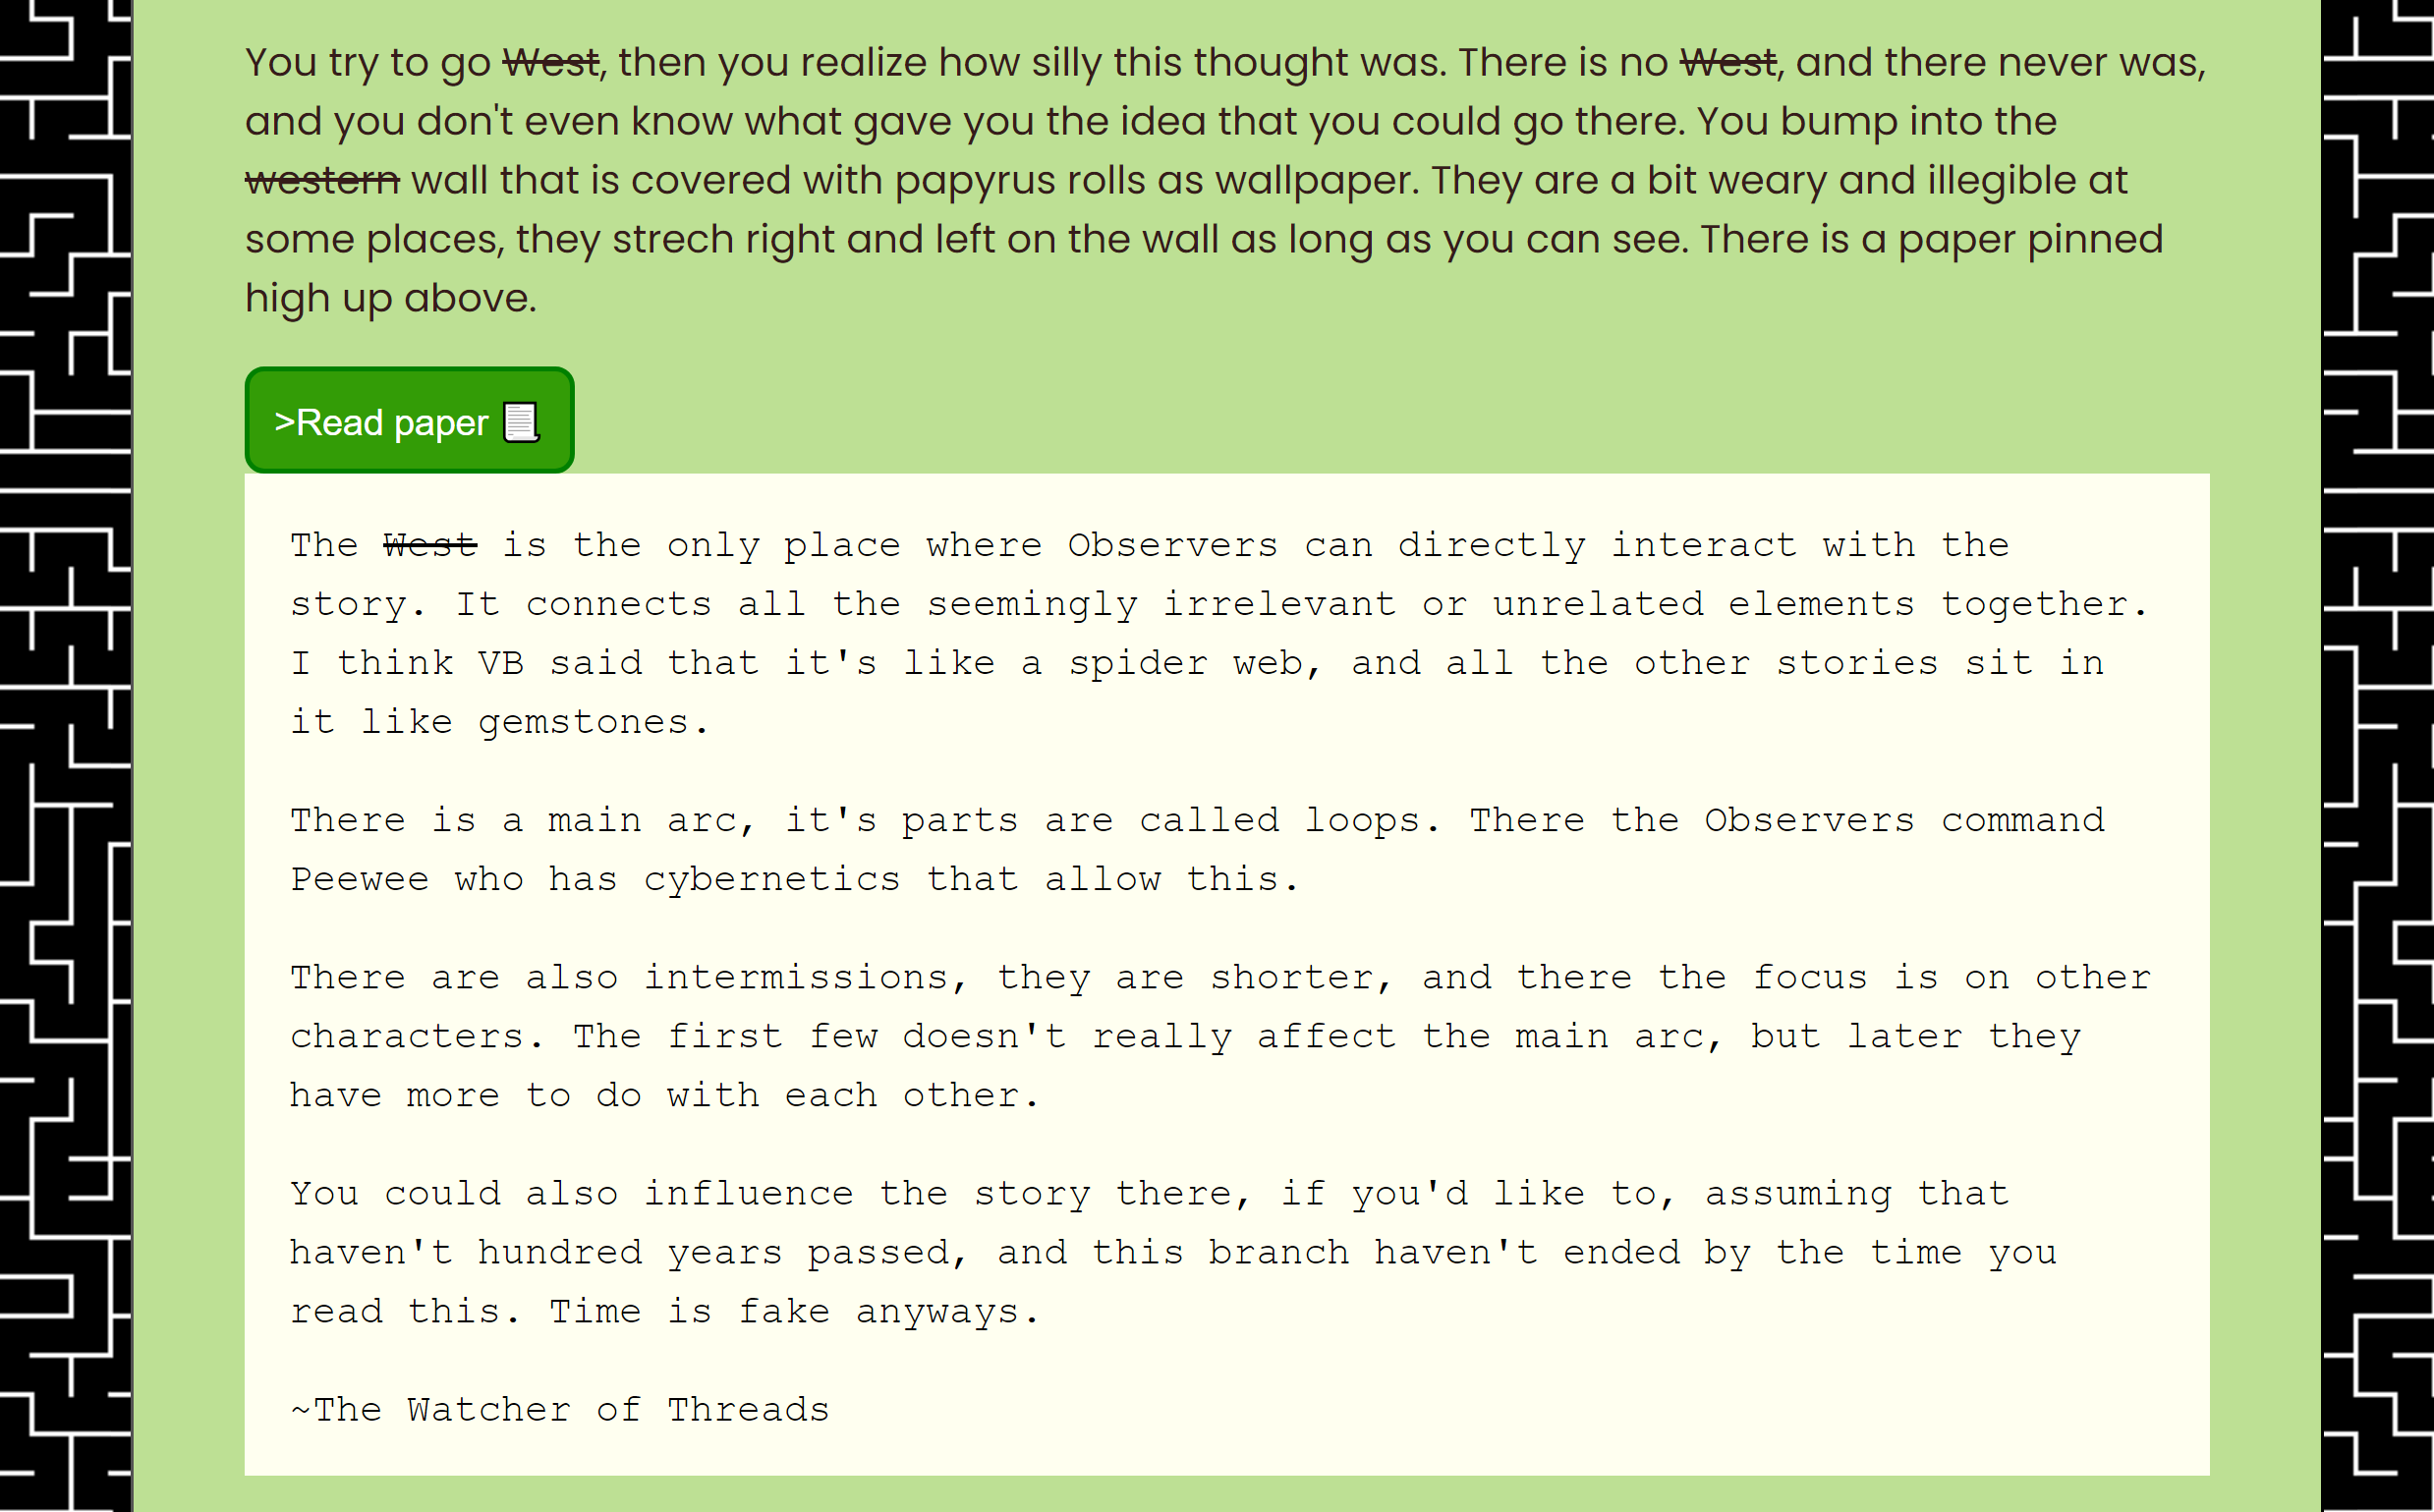 You try to go West, then you realize how silly this thought was. There is no West, and there never was,
and you don't even know what gave you the idea that you could go there. You bump into the
western wall that is covered with papyrus rolls as wallpaper. They are a bit weary and illegible at
some places, they strech right and left on the wall as long as you can see. There is a paper pinned
high up above.
>Read paper 📃
The West is the only place where Observers can directly interact with the
story. It connects all the seemingly irrelevant or unrelated elements together.
I think VB said that it's like a spider web, and all the other stories sit in
it like gemstones.
There is a main arc, it's parts are called loops. There the Observers command
Peewee who has cybernetics that allow this.
There are also intermissions, they are shorter, and there the focus is on other
characters. The first few doesn't really affect the main arc, but later they
have more to do with each other.
You could also influence the story there, if you'd like to, assuming that
haven't hundred years passed, and this branch haven't ended by the time you
read this. Time is fake anyways.
~The Watcher of Threads